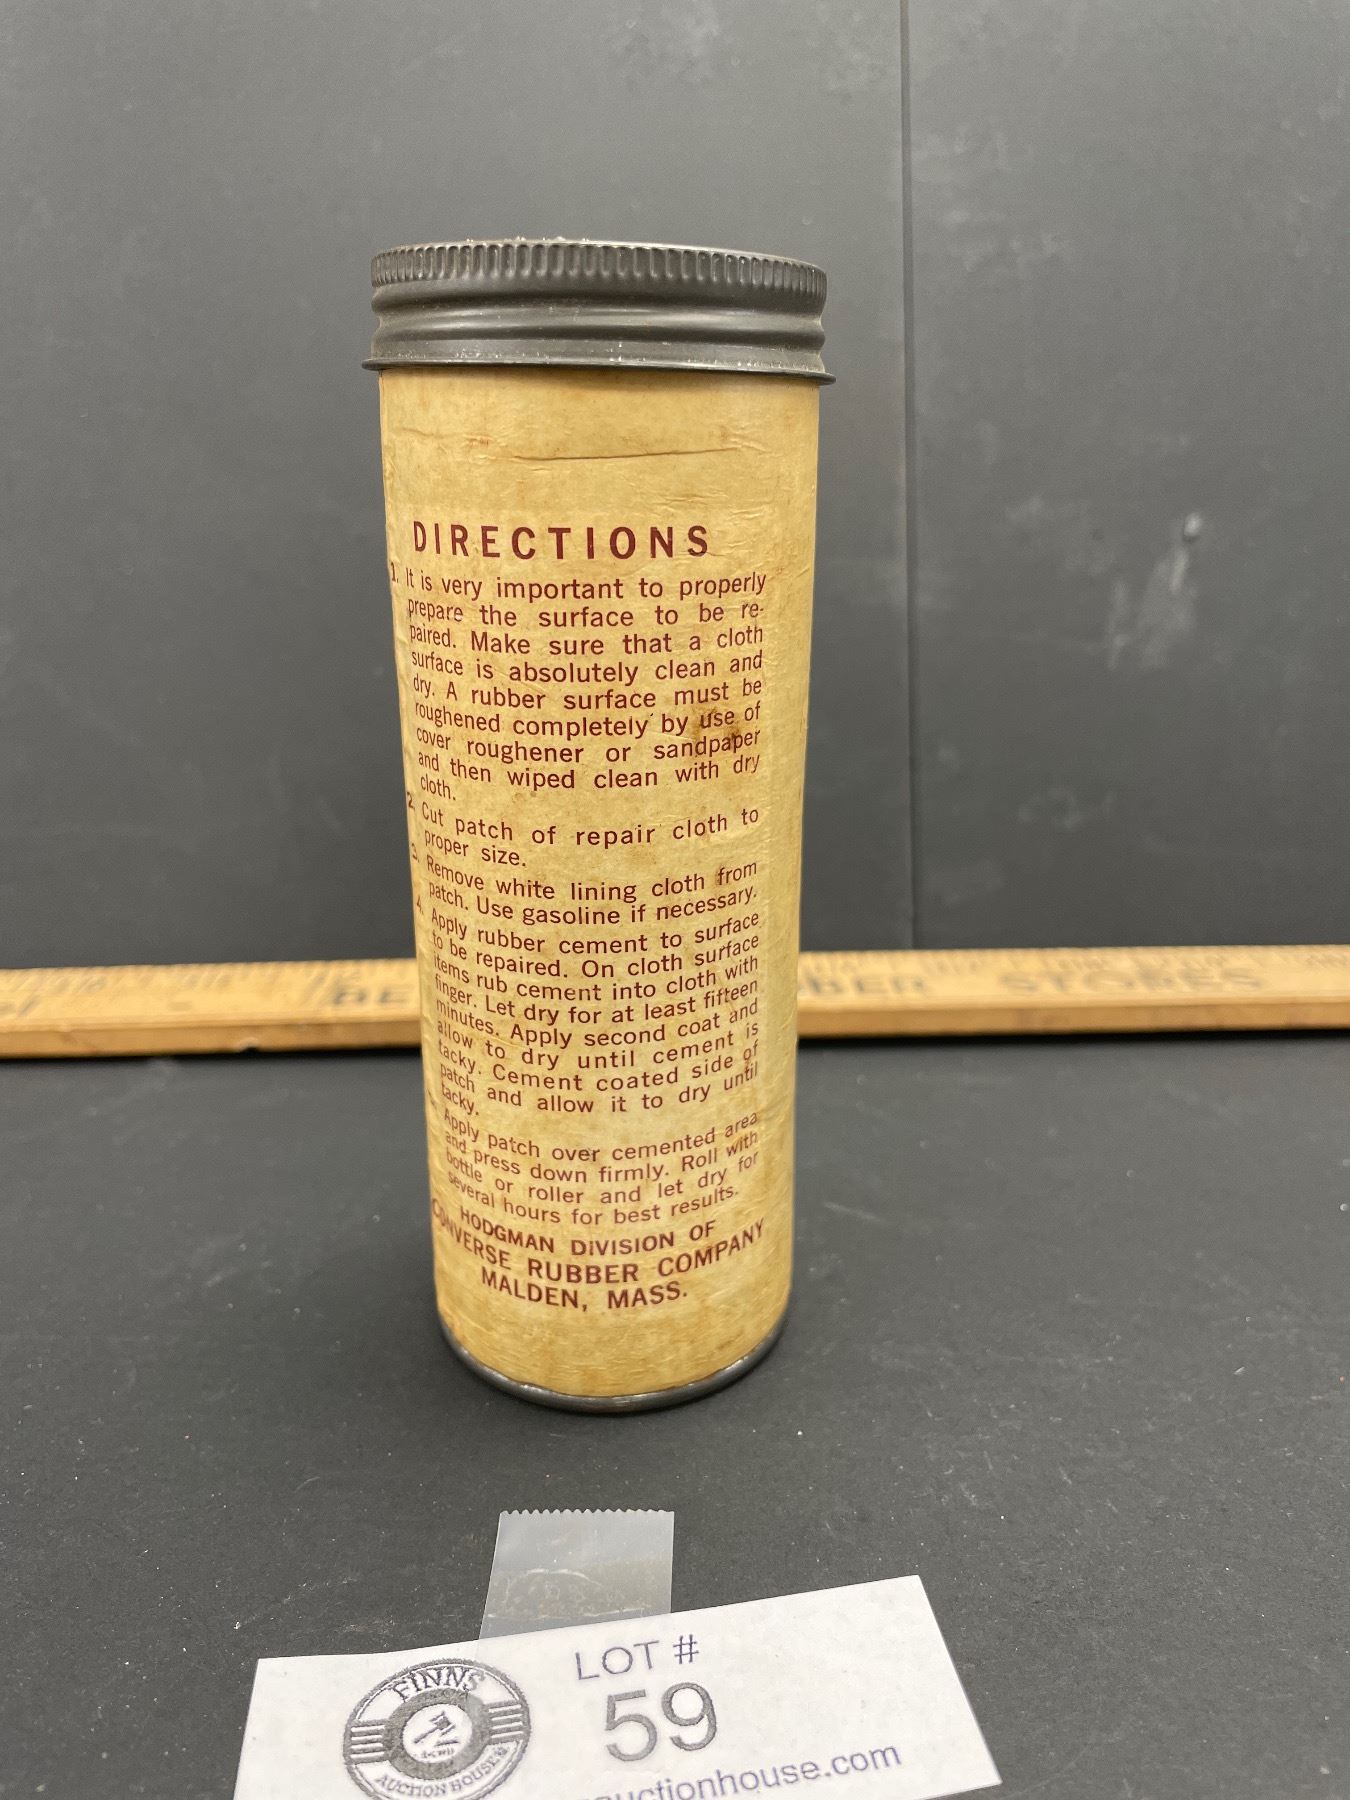 DIRECTIONS
1. It is very important to properly
prepare the surface to be re-
paired. Make sure that a cloth
surface is absolutely clean and
dry. A rubber surface must be
roughened completely by use of
cover roughener or sandpaper
and then wiped clean with dry
cloth.
2. Cut patch of repair cloth to
proper size.
3. Remove white lining cloth from
patch. Use gasoline if necessary.
4. Apply rubber cement to surface
to be repaired. On cloth surface
items rub cement into cloth with
finger. Let dry for at least fifteen
minutes. Apply second coat and
allow to dry until cement is
tacky. Cement coated side of
patch and allow it to dry until
tacky.
Apply patch over cemented area
and press down firmly. Roll with
bottle or roller and let dry for
several hours for best results.
HODGMAN DIVISION OF
CONVERSE RUBBER COMPANY
MALDEN, MASS.
STORES
LOT #
59
FINNS
AUCTION HOUSE
uctionhouse.com